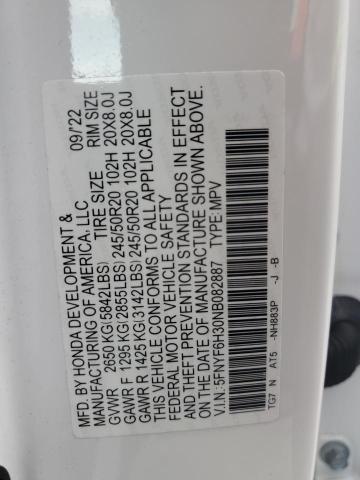 MFD. BY HONDA DEVELOPMENT & 09/22
MANUFACTURING OF AMERICA, LLC
TIRE SIZE RIM SIZE
GVWR 2650 KG(5842LBS)
GAWR F 1295 KG(2855LBS) 245/50R20 102H 20X8.0J
GAWR R 1425 KG(3142LBS) 245/50R20 102H 20X8.0J
THIS VEHICLE CONFORMS TO ALL APPLICABLE
FEDERAL MOTOR VEHICLE SAFETY
AND THEFT PREVENTION STANDARDS IN EFFECT
ON THE DATE OF MANUFACTURE SHOWN ABOVE.
V.I.N.:5FNYF6H30NB082887 TYPE: MPV
TG7 N AT5 -NH883P -J -B